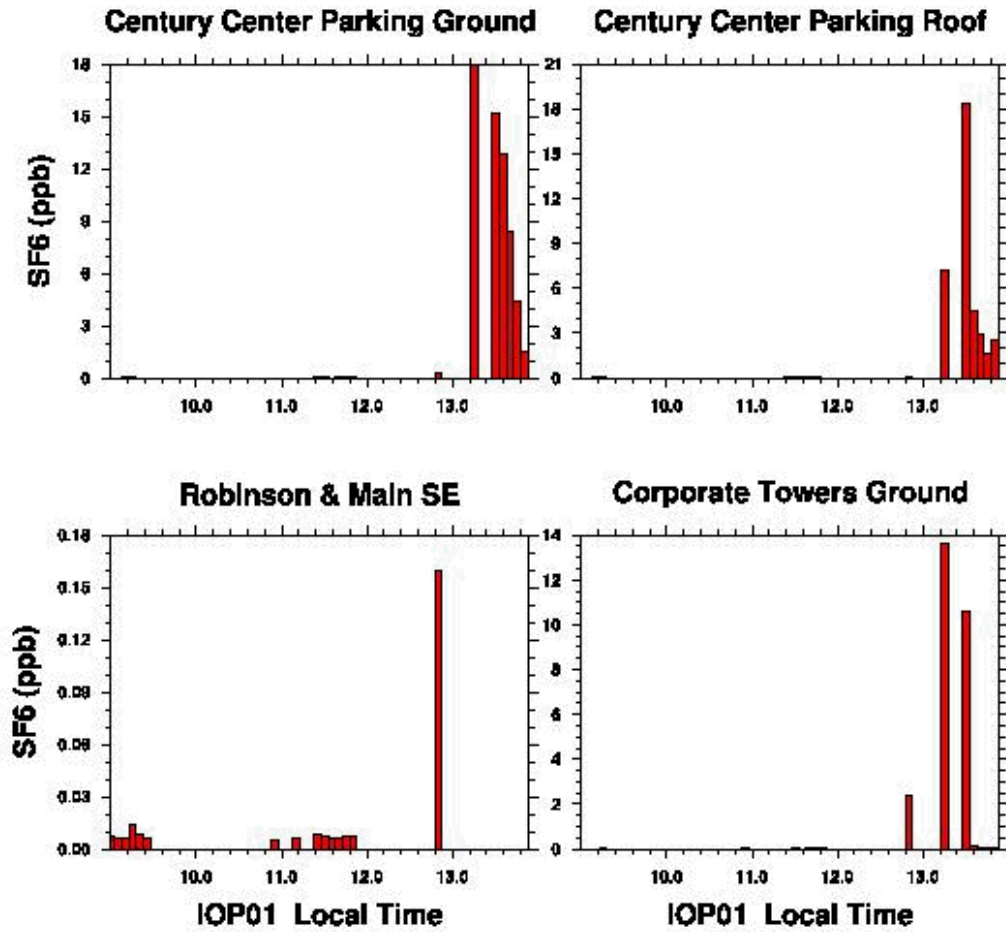 Century Center Parking Ground
Century Center Parking Roof
SF6 (ppb)
18
15
12
9
6
3
0
10.0 11.0 12.0 13.0
21
18
15
12
9
6
3
0
10.0 11.0 12.0 13.0
Robinson & Main SE
Corporate Towers Ground
SF6 (ppb)
0.18
0.15
0.12
0.09
0.06
0.03
0.00
10.0 11.0 12.0 13.0
IOP01 Local Time
14
12
10
8
6
4
2
0
10.0 11.0 12.0 13.0
IOP01 Local Time